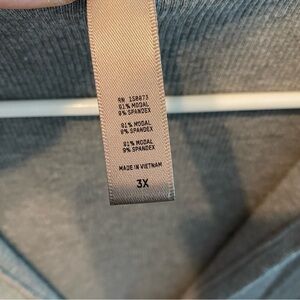 RN 150873
91% MODAL
9% SPANDEX
91% MODAL
9% SPANDEX
91% MODAL
9% SPANDEX
MADE IN VIETNAM
3X